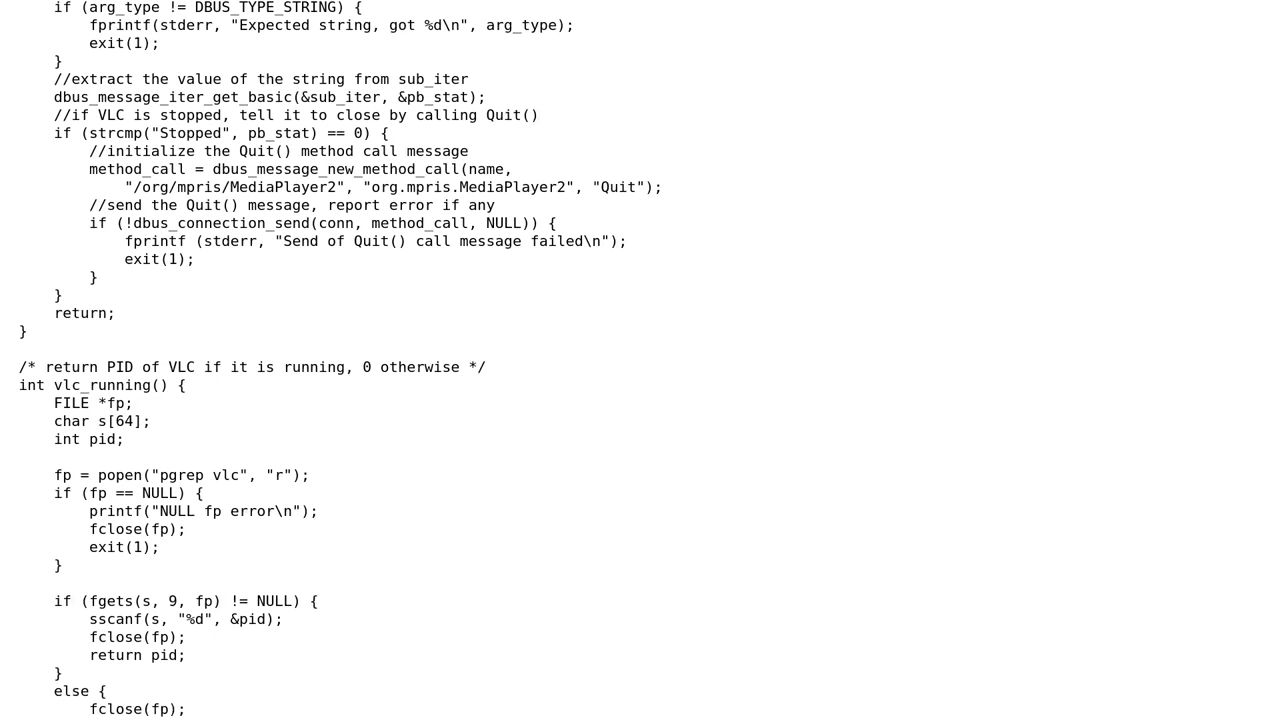 if (arg_type != DBUS_TYPE_STRING) {
        fprintf(stderr, "Expected string, got %d\n", arg_type);
        exit(1);
    }
    //extract the value of the string from sub_iter
    dbus_message_iter_get_basic(&sub_iter, &pb_stat);
    //if VLC is stopped, tell it to close by calling Quit()
    if (strcmp("Stopped", pb_stat) == 0) {
        //initialize the Quit() method call message
        method_call = dbus_message_new_method_call(name,
            "/org/mpris/MediaPlayer2", "org.mpris.MediaPlayer2", "Quit");
        //send the Quit() message, report error if any
        if (!dbus_connection_send(conn, method_call, NULL)) {
            fprintf (stderr, "Send of Quit() call message failed\n");
            exit(1);
        }
    }
    return;
}

/* return PID of VLC if it is running, 0 otherwise */
int vlc_running() {
    FILE *fp;
    char s[64];
    int pid;

    fp = popen("pgrep vlc", "r");
    if (fp == NULL) {
        printf("NULL fp error\n");
        fclose(fp);
        exit(1);
    }

    if (fgets(s, 9, fp) != NULL) {
        sscanf(s, "%d", &pid);
        fclose(fp);
        return pid;
    }
    else {
        fclose(fp);